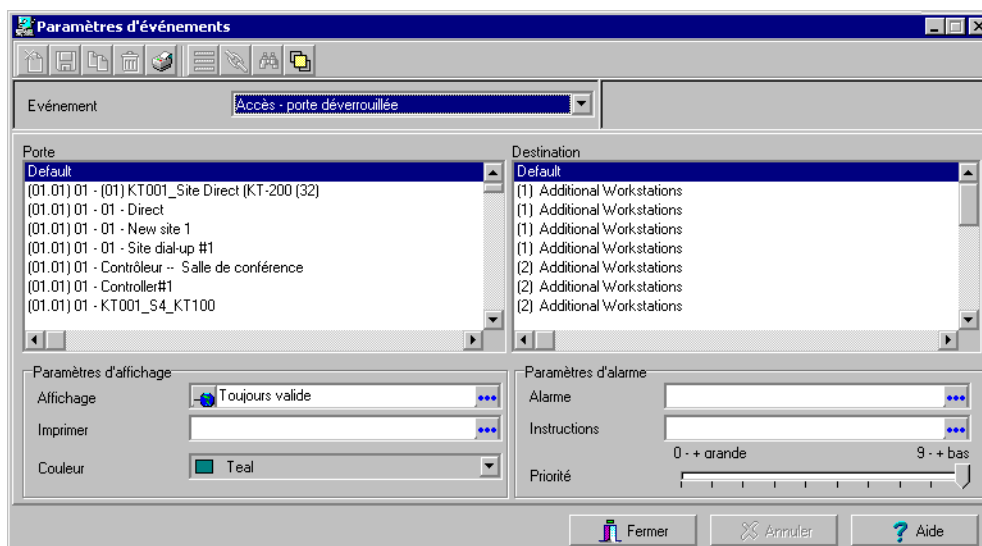 Paramètres d'événements
Evénement
Accès - porte déverrouillée
Porte
Default
(01.01) 01 - (01) KT001_Site Direct (KT-200 (32)
(01.01) 01 - 01 - Direct
(01.01) 01 - 01 - New site 1
(01.01) 01 - 01 - Site dial-up #1
(01.01) 01 - Contrôleur -- Salle de conférence
(01.01) 01 - Controller#1
(01.01) 01 - KT001_S4_KT100
Destination
Default
(1) Additional Workstations
(1) Additional Workstations
(1) Additional Workstations
(1) Additional Workstations
(2) Additional Workstations
(2) Additional Workstations
(2) Additional Workstations
Paramètres d'affichage
Affichage
Toujours valide
Imprimer
Couleur
Teal
Paramètres d'alarme
Alarme
Instructions
0 - + grande
9 - + bas
Priorité
Fermer
Annuler
Aide